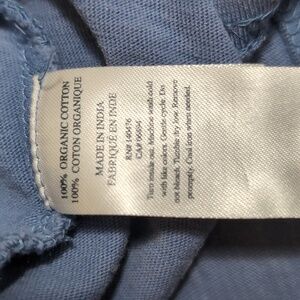 100% ORGANIC COTTON
100% COTON ORGANIQUE
MADE IN INDIA
FABRIQUÉ EN INDE
RN# 140476
CA# 06694
Turn inside out. Machine wash cold
with like colors. Gentle cycle. Do
not bleach. Tumble dry low. Remove
promptly. Cool iron when needed.